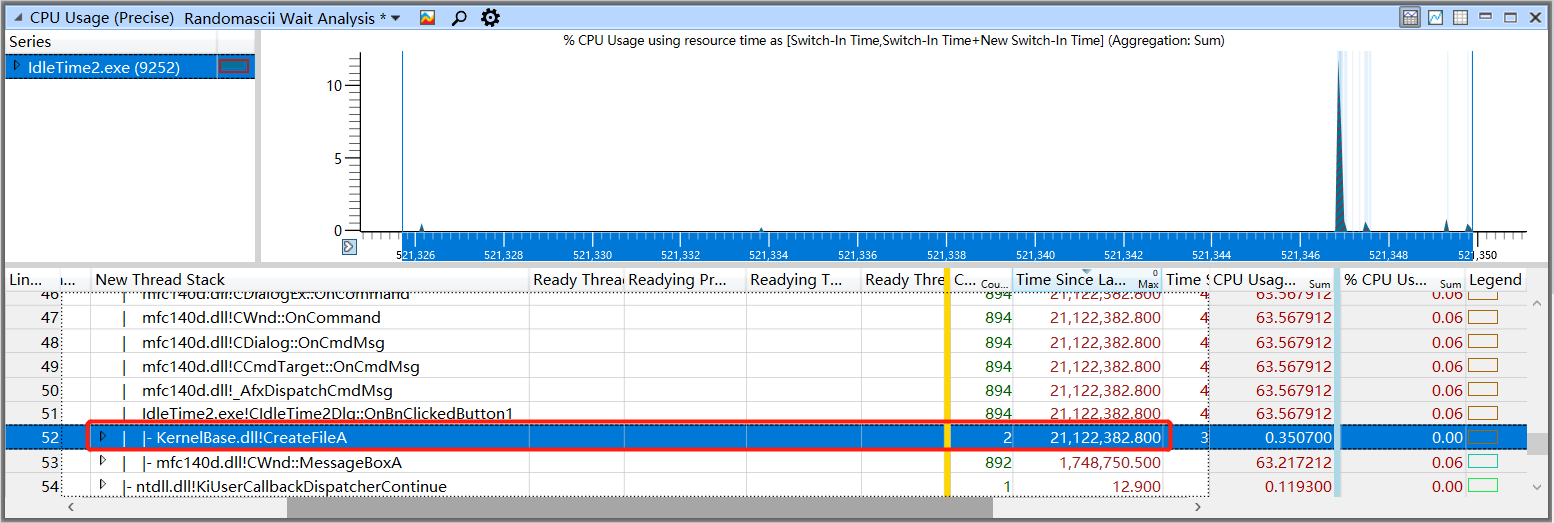 CPU Usage (Precise) Randomascii Wait Analysis *
Series
IdleTime2.exe (9252)
% CPU Usage using resource time as [Switch-In Time,Switch-In Time+New Switch-In Time] (Aggregation: Sum)
10
5
0
521,326 521,328 521,330 521,332 521,334 521,336 521,338 521,340 521,342 521,344 521,346 521,348 521,350
Lin... ... New Thread Stack Ready Threa Readying Pr... Readying T... Ready Thre C... Cou... Time Since La... 0 Max Time S CPU Usag... Sum % CPU Us... Sum Legend
46 | mfc140d.dll!CDialogEx::OnCommand 894 21,122,382.800 4 63.567912 0.06
47 | mfc140d.dll!CWnd::OnCommand 894 21,122,382.800 4 63.567912 0.06
48 | mfc140d.dll!CDialog::OnCmdMsg 894 21,122,382.800 4 63.567912 0.06
49 | mfc140d.dll!CCmdTarget::OnCmdMsg 894 21,122,382.800 4 63.567912 0.06
50 | mfc140d.dll!_AfxDispatchCmdMsg 894 21,122,382.800 4 63.567912 0.06
51 | IdleTime2.exe!CIdleTime2Dlg::OnBnClickedButton1 894 21,122,382.800 4 63.567912 0.06
52 | |- KernelBase.dll!CreateFileA 2 21,122,382.800 3 0.350700 0.00
53 | |- mfc140d.dll!CWnd::MessageBoxA 892 1,748,750.500 63.217212 0.06
54 |- ntdll.dll!KiUserCallbackDispatcherContinue 1 12.900 0.119300 0.00